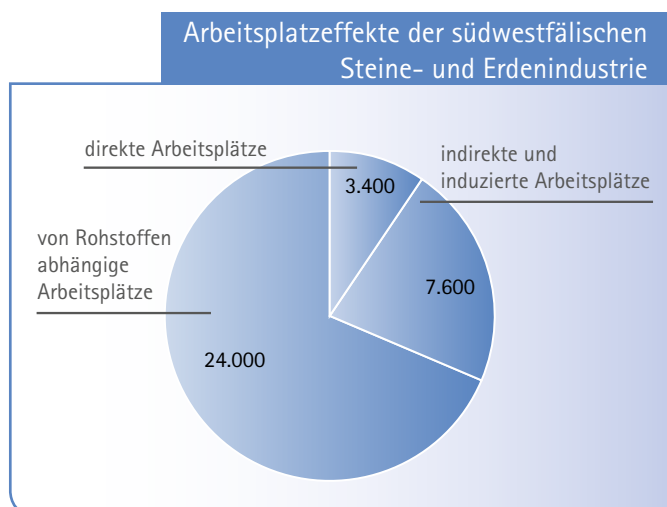 Arbeitsplatzeffekte der südwestfälischen
Steine- und Erdenindustrie
direkte Arbeitsplätze
3.400
indirekte und
induzierte Arbeitsplätze
7.600
von Rohstoffen
abhängige
Arbeitsplätze
24.000